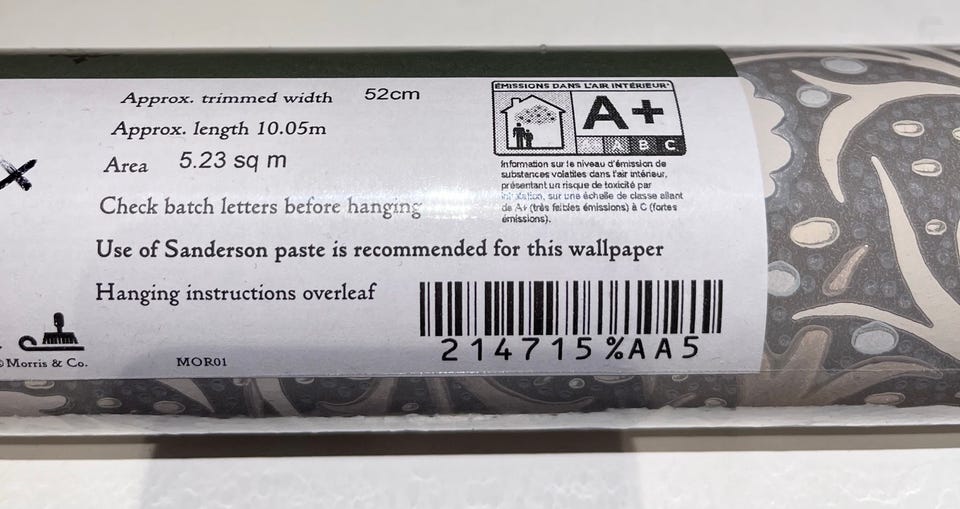 Approx. trimmed width 52cm
Approx. length 10.05m
Area 5.23 sq m
Check batch letters before hanging
Use of Sanderson paste is recommended for this wallpaper
Hanging instructions overleaf
© Morris & Co.
MOR01
ÉMISSIONS DANS L'AIR INTÉRIEUR*
A+
A+ A B C
Information sur le niveau d'émission de
substances volatiles dans l'air intérieur,
présentant un risque de toxicité par
inhalation, sur une échelle de classe allant
de A+ (très faibles émissions) à C (fortes
émissions).
214715%AA5